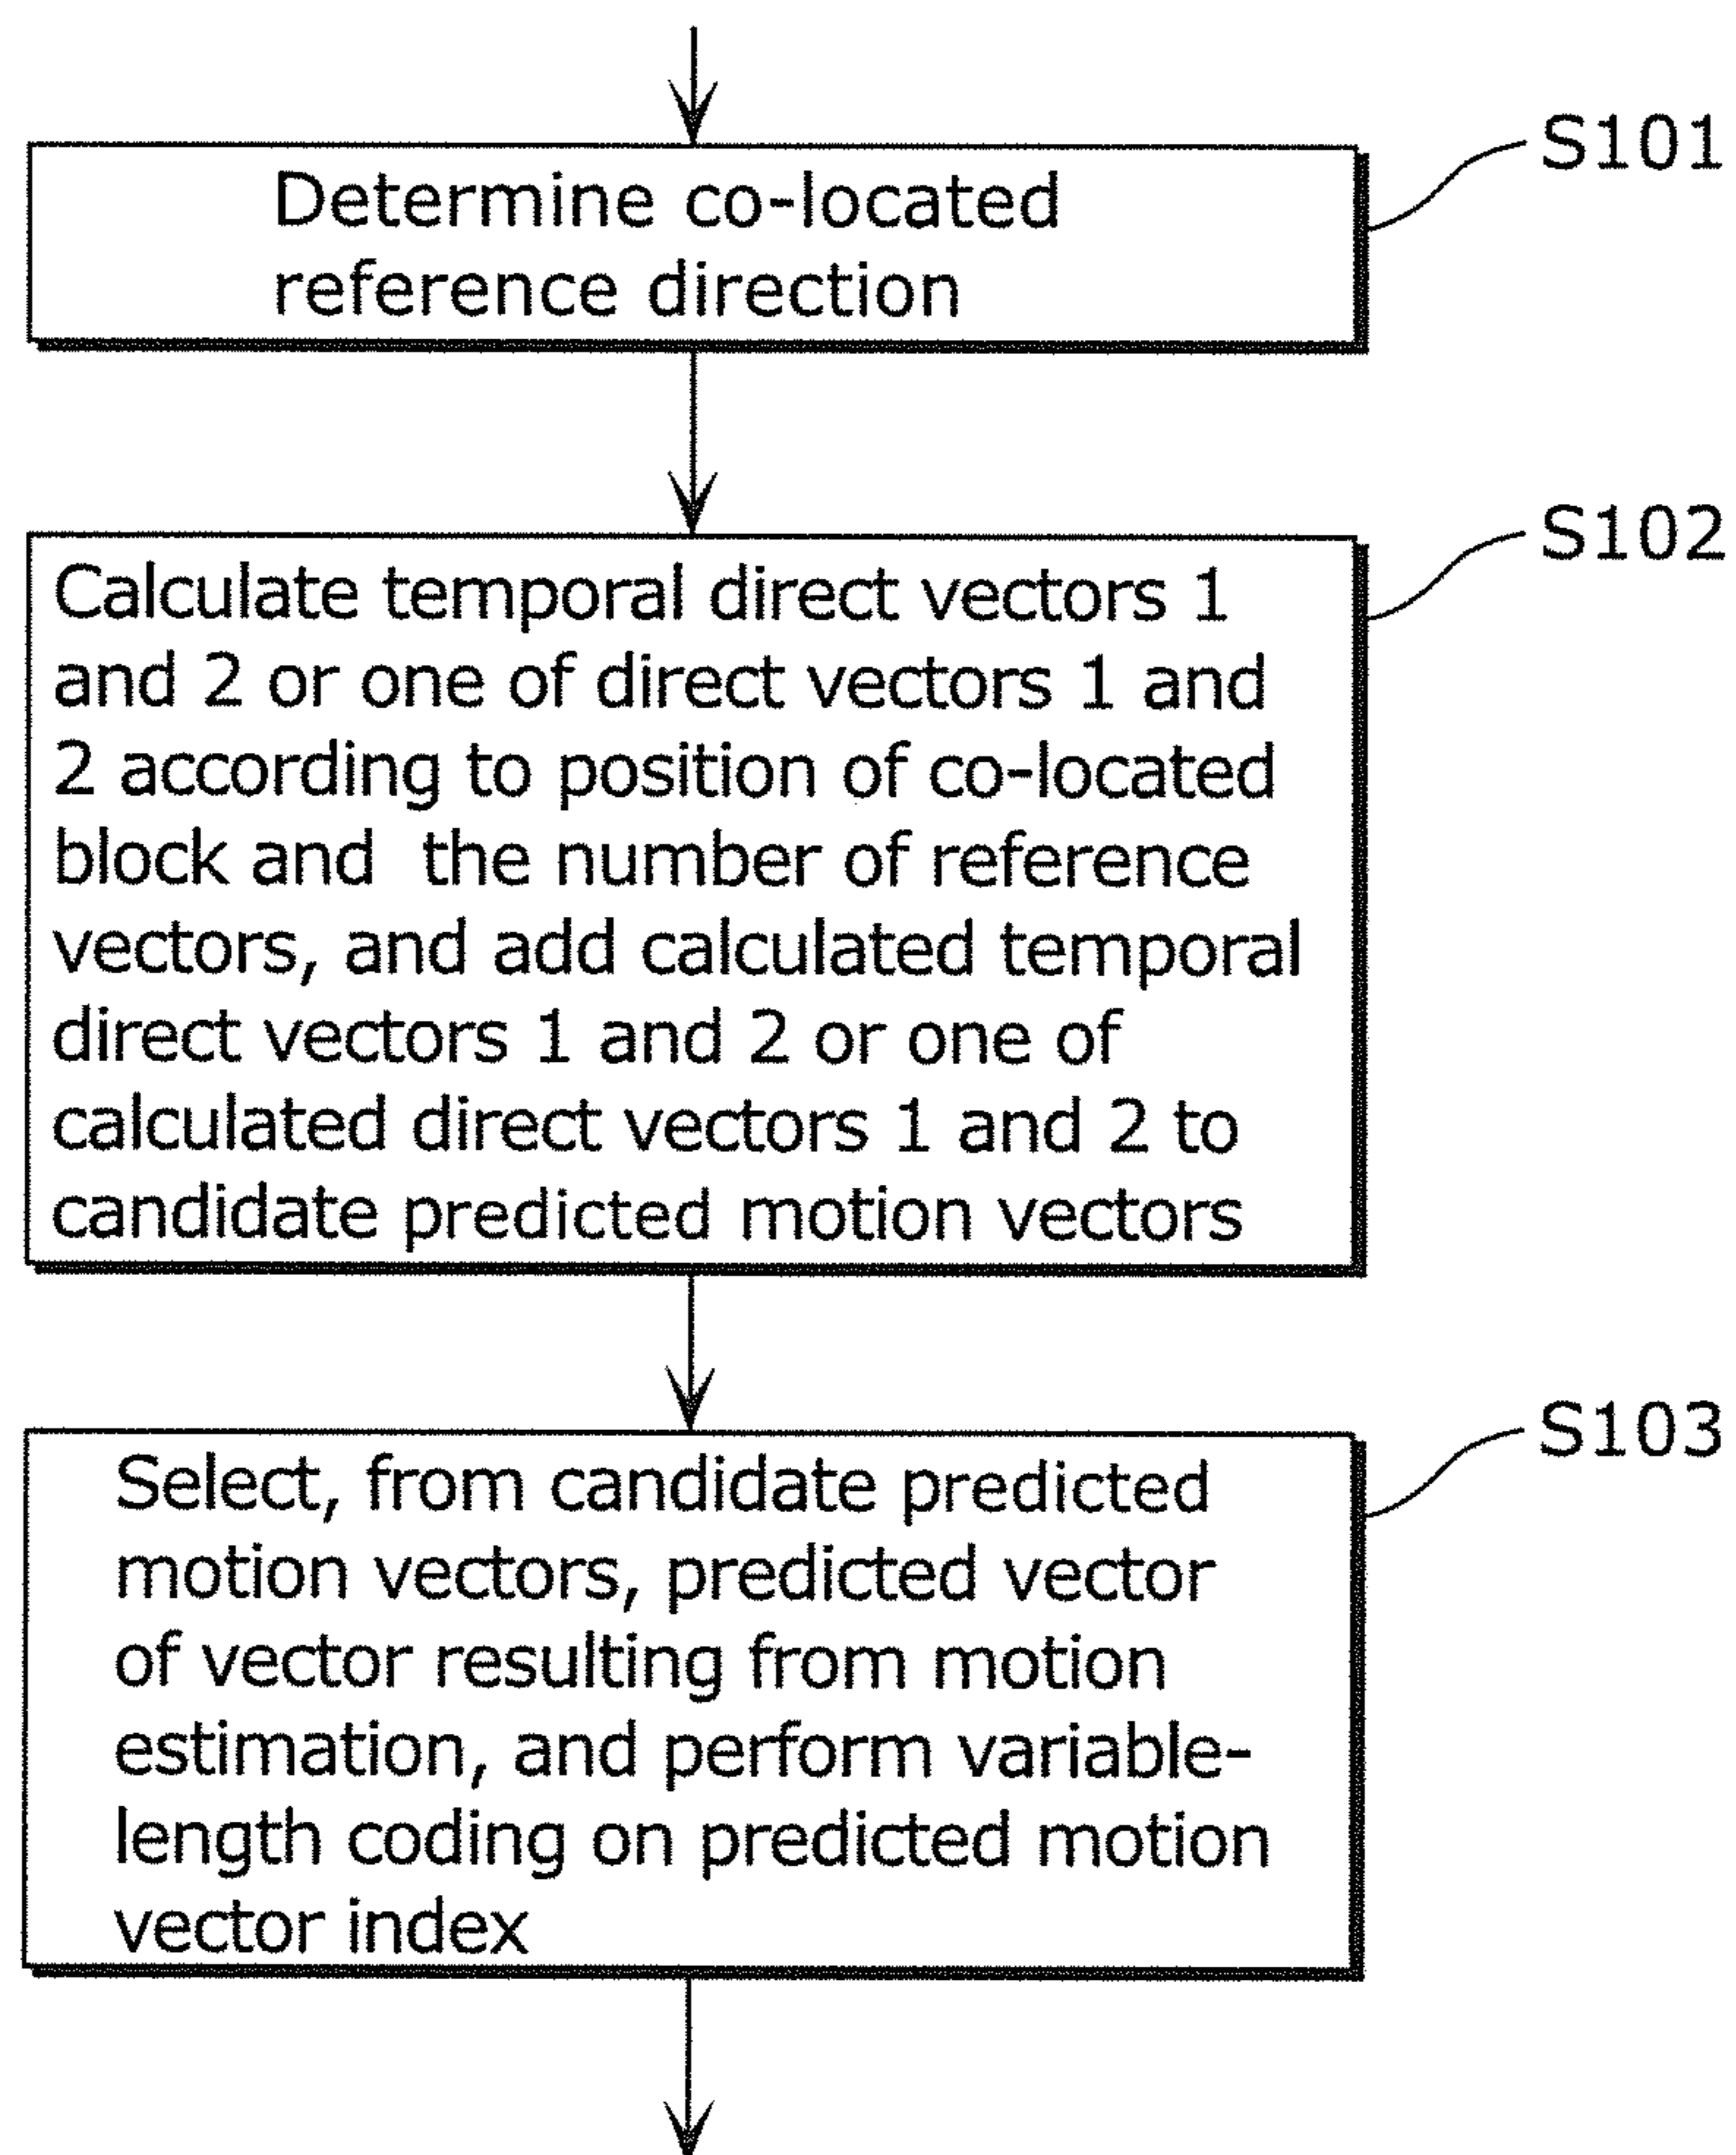 S101
Determine co-located
reference direction
S102
Calculate temporal direct vectors 1
and 2 or one of direct vectors 1 and
2 according to position of co-located
block and the number of reference
vectors, and add calculated temporal
direct vectors 1 and 2 or one of
calculated direct vectors 1 and 2 to
candidate predicted motion vectors
S103
Select, from candidate predicted
motion vectors, predicted vector
of vector resulting from motion
estimation, and perform variable-
length coding on predicted motion
vector index